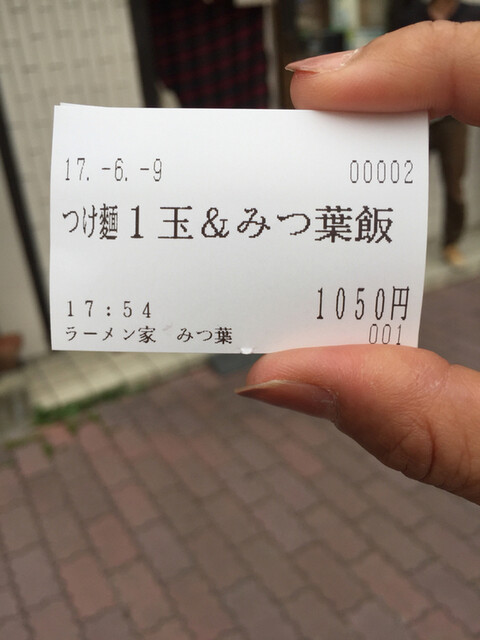 17.-6.-9 00002
つけ麺1玉&みつ葉飯
17:54 1050円
ラーメン家 みつ葉 001